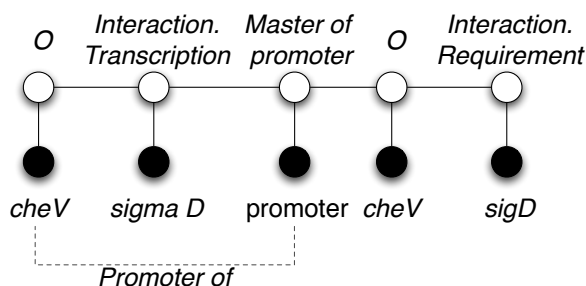 O Interaction. Transcription Master of promoter O Interaction. Requirement
cheV sigma D promoter cheV sigD
Promoter of